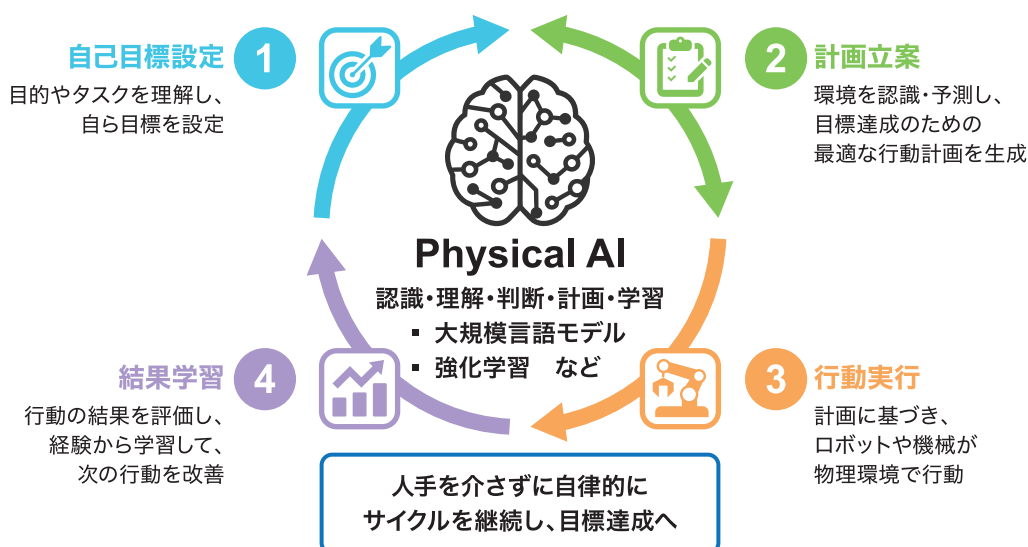 自己目標設定 1
目的やタスクを理解し、
自ら目標を設定
2 計画立案
環境を認識・予測し、
目標達成のための
最適な行動計画を生成
Physical AI
認識・理解・判断・計画・学習
▪ 大規模言語モデル
▪ 強化学習　など
3 行動実行
計画に基づき、
ロボットや機械が
物理環境で行動
結果学習 4
行動の結果を評価し、
経験から学習して、
次の行動を改善
人手を介さずに自律的に
サイクルを継続し、目標達成へ